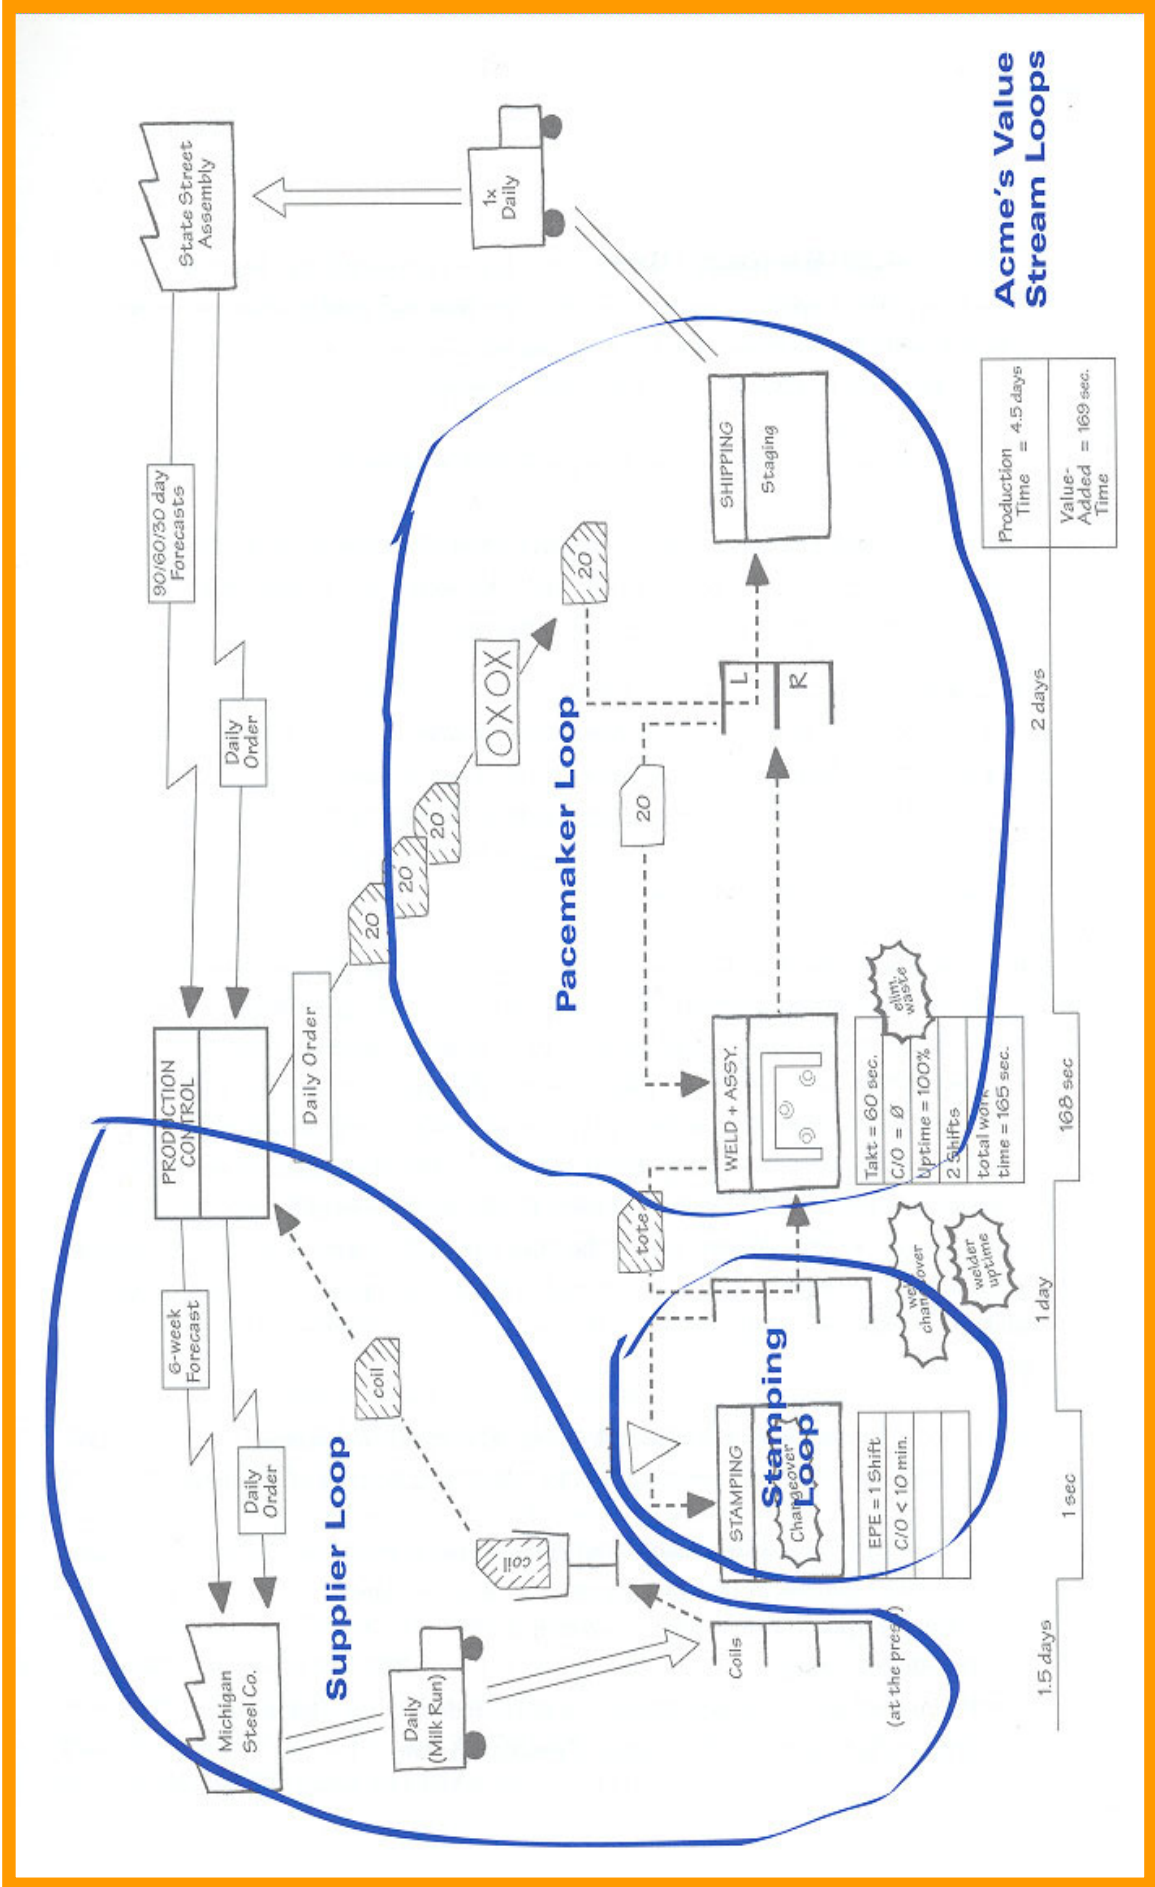 Acme's Value
Stream Loops
State Street
Assembly
90/60/30 day
Forecasts
Daily
Order
PRODUCTION
CONTROL
6-week
Forecast
Daily
Order
Michigan
Steel Co.
1x
Daily
Daily Order
20
20
20
OXOX
20
coil
coil
Supplier Loop
Daily
(Milk Run)
Pacemaker Loop
20
tote
Coils
(at the press)
STAMPING
Changeover
Stamping
Loop
EPE = 1 Shift
C/O < 10 min.
WELD + ASSY.
Takt = 60 sec.
C/O = Ø
Uptime = 100%
2 Shifts
total work
time = 165 sec.
elim.
waste
changeover
welder
uptime
L
R
SHIPPING
Staging
1.5 days
1 sec
1 day
168 sec
2 days
Production
Time = 4.5 days
Value-
Added = 169 sec.
Time